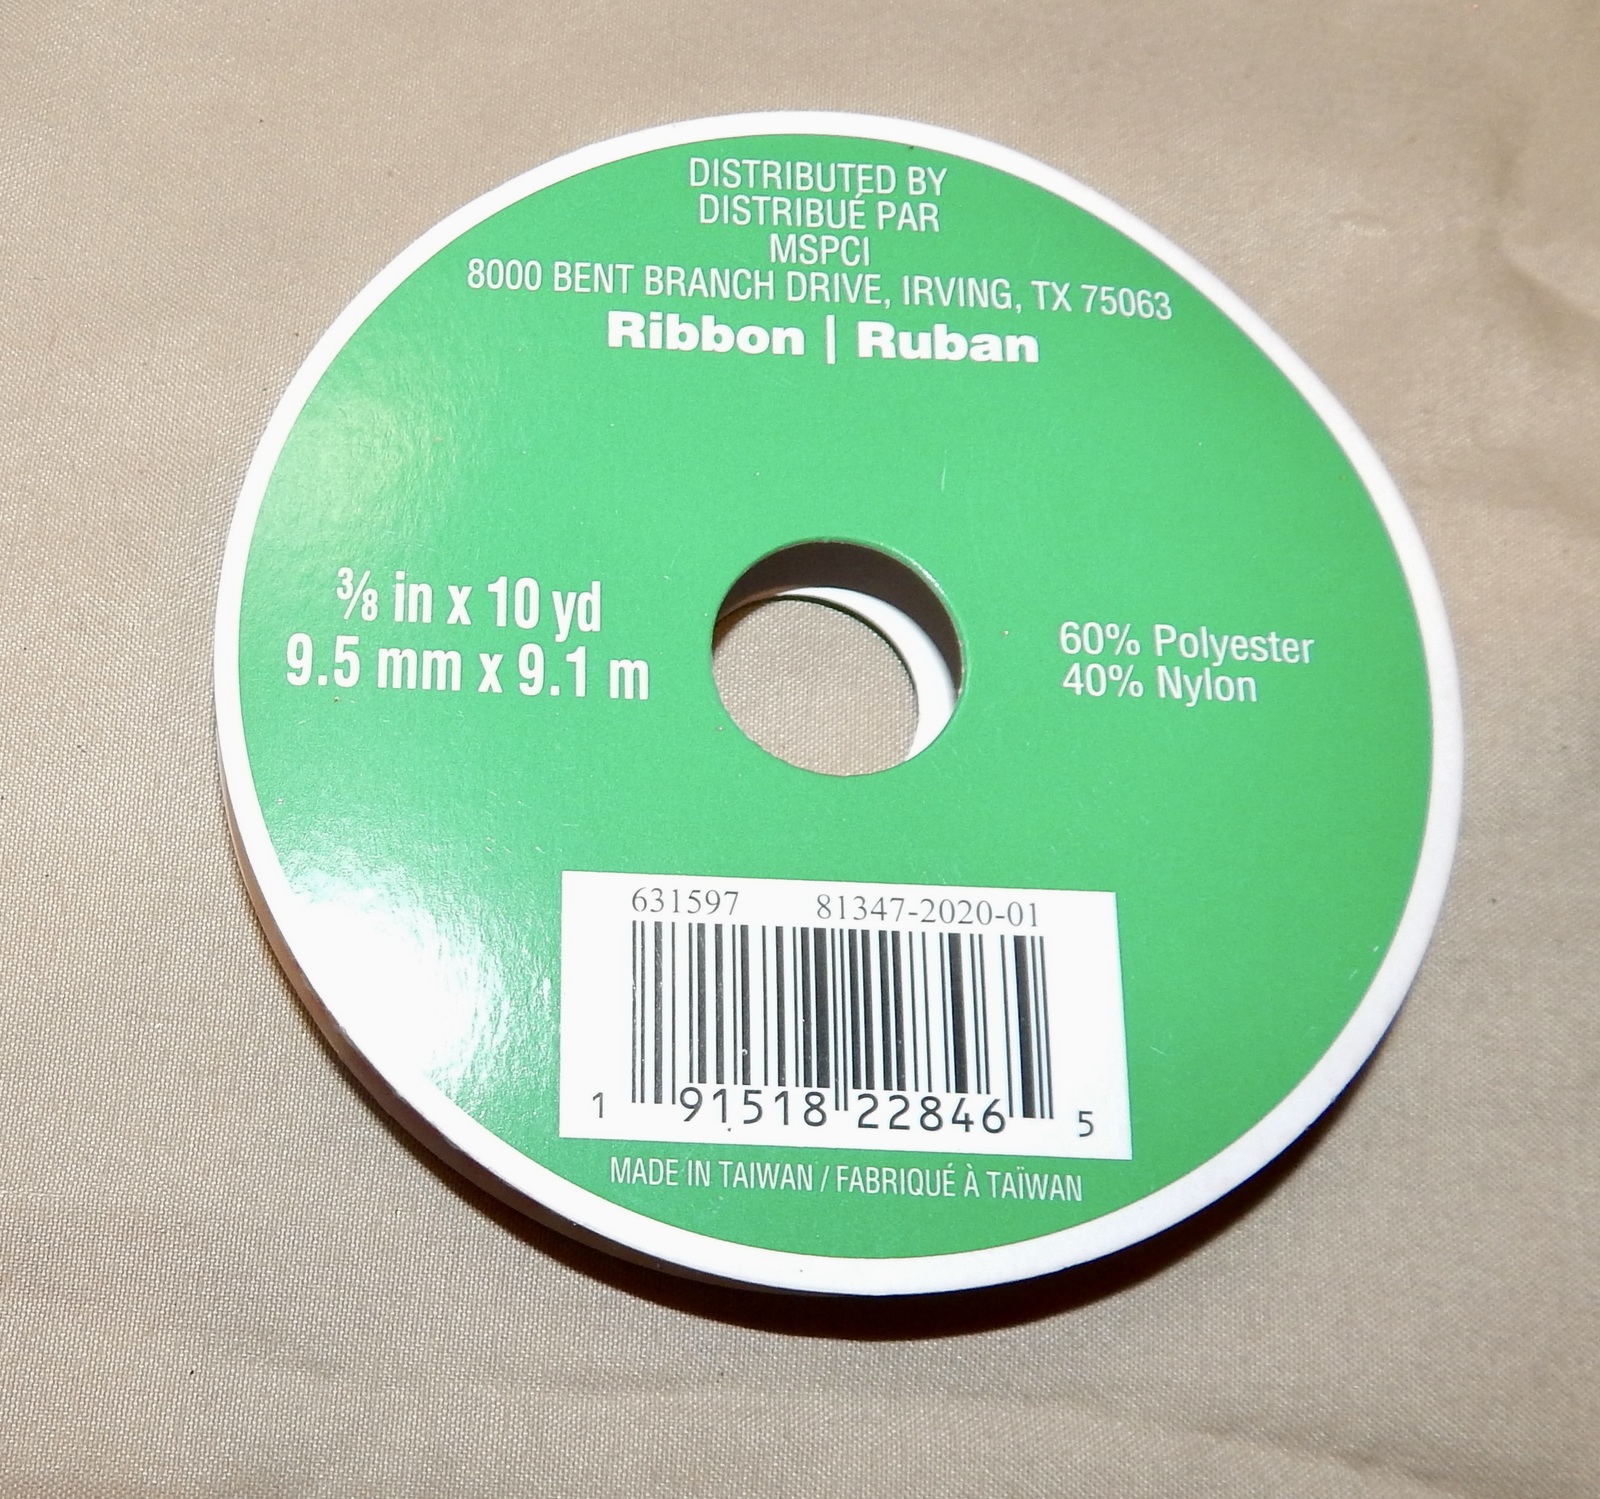 DISTRIBUTED BY
DISTRIBUÉ PAR
MSPCI
8000 BENT BRANCH DRIVE, IRVING, TX 75063
Ribbon | Ruban
⅜ in x 10 yd
9.5 mm x 9.1 m
60% Polyester
40% Nylon
631597 81347-2020-01
1 91518 22846 5
MADE IN TAIWAN / FABRIQUÉ À TAÏWAN